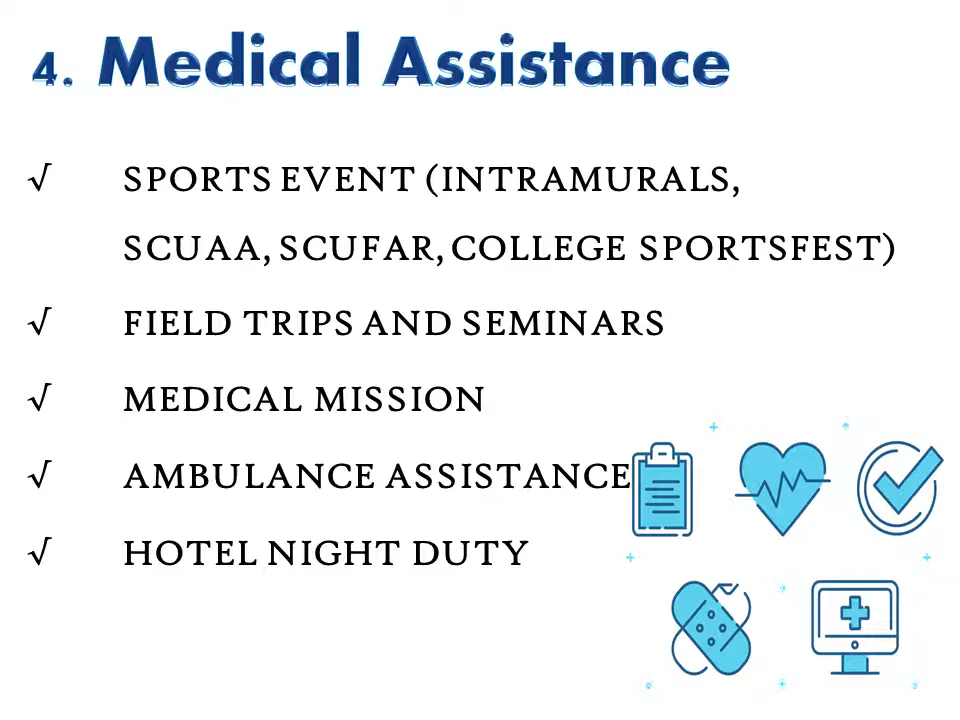 4. Medical Assistance
√ SPORTS EVENT (INTRAMURALS,
SCUAA, SCUFAR, COLLEGE SPORTSFEST)
√ FIELD TRIPS AND SEMINARS
√ MEDICAL MISSION
√ AMBULANCE ASSISTANCE
√ HOTEL NIGHT DUTY